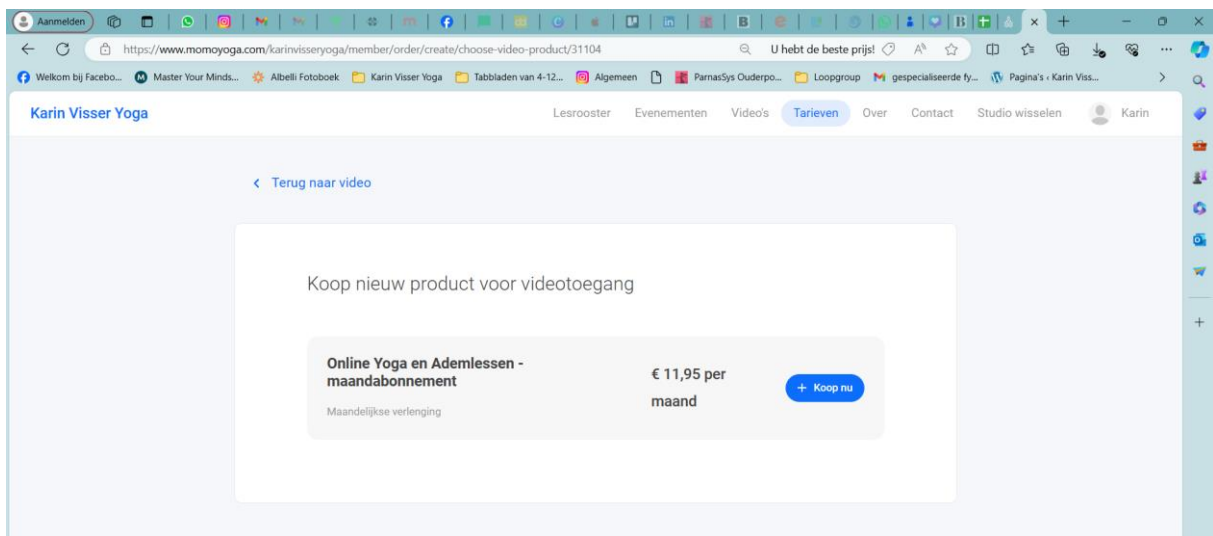 Aanmelden
https://www.momoyoga.com/karinvisseryoga/member/order/create/choose-video-product/31104
U hebt de beste prijs!
Welkom bij Facebo...
Master Your Minds...
Albelli Fotoboek
Karin Visser Yoga
Tabbladen van 4-12...
Algemeen
ParnasSys Ouderpo...
Loopgroup
gespecialiseerde fy...
Pagina's ‹ Karin Viss...
Karin Visser Yoga
Lesrooster
Evenementen
Video's
Tarieven
Over
Contact
Studio wisselen
Karin
Terug naar video
Koop nieuw product voor videotoegang
Online Yoga en Ademlessen -
maandabonnement
Maandelijkse verlenging
€ 11,95 per
maand
+ Koop nu